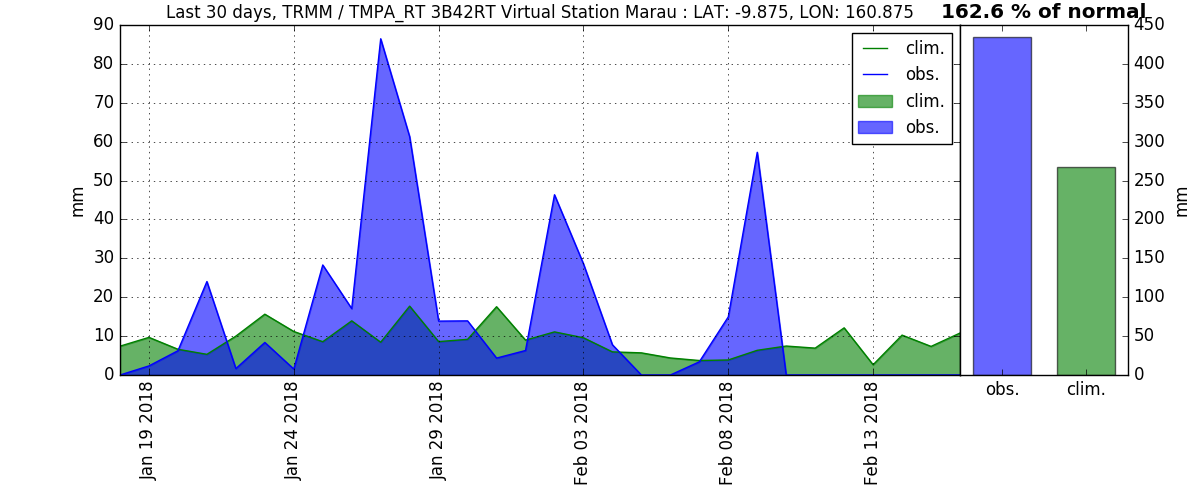 Last 30 days, TRMM / TMPA_RT 3B42RT Virtual Station Marau : LAT: -9.875, LON: 160.875
162.6 % of normal
90
80
70
60
50
40
30
20
10
0
mm
clim.
obs.
clim.
obs.
Jan 19 2018
Jan 24 2018
Jan 29 2018
Feb 03 2018
Feb 08 2018
Feb 13 2018
450
400
350
300
250
200
150
100
50
0
mm
obs.
clim.